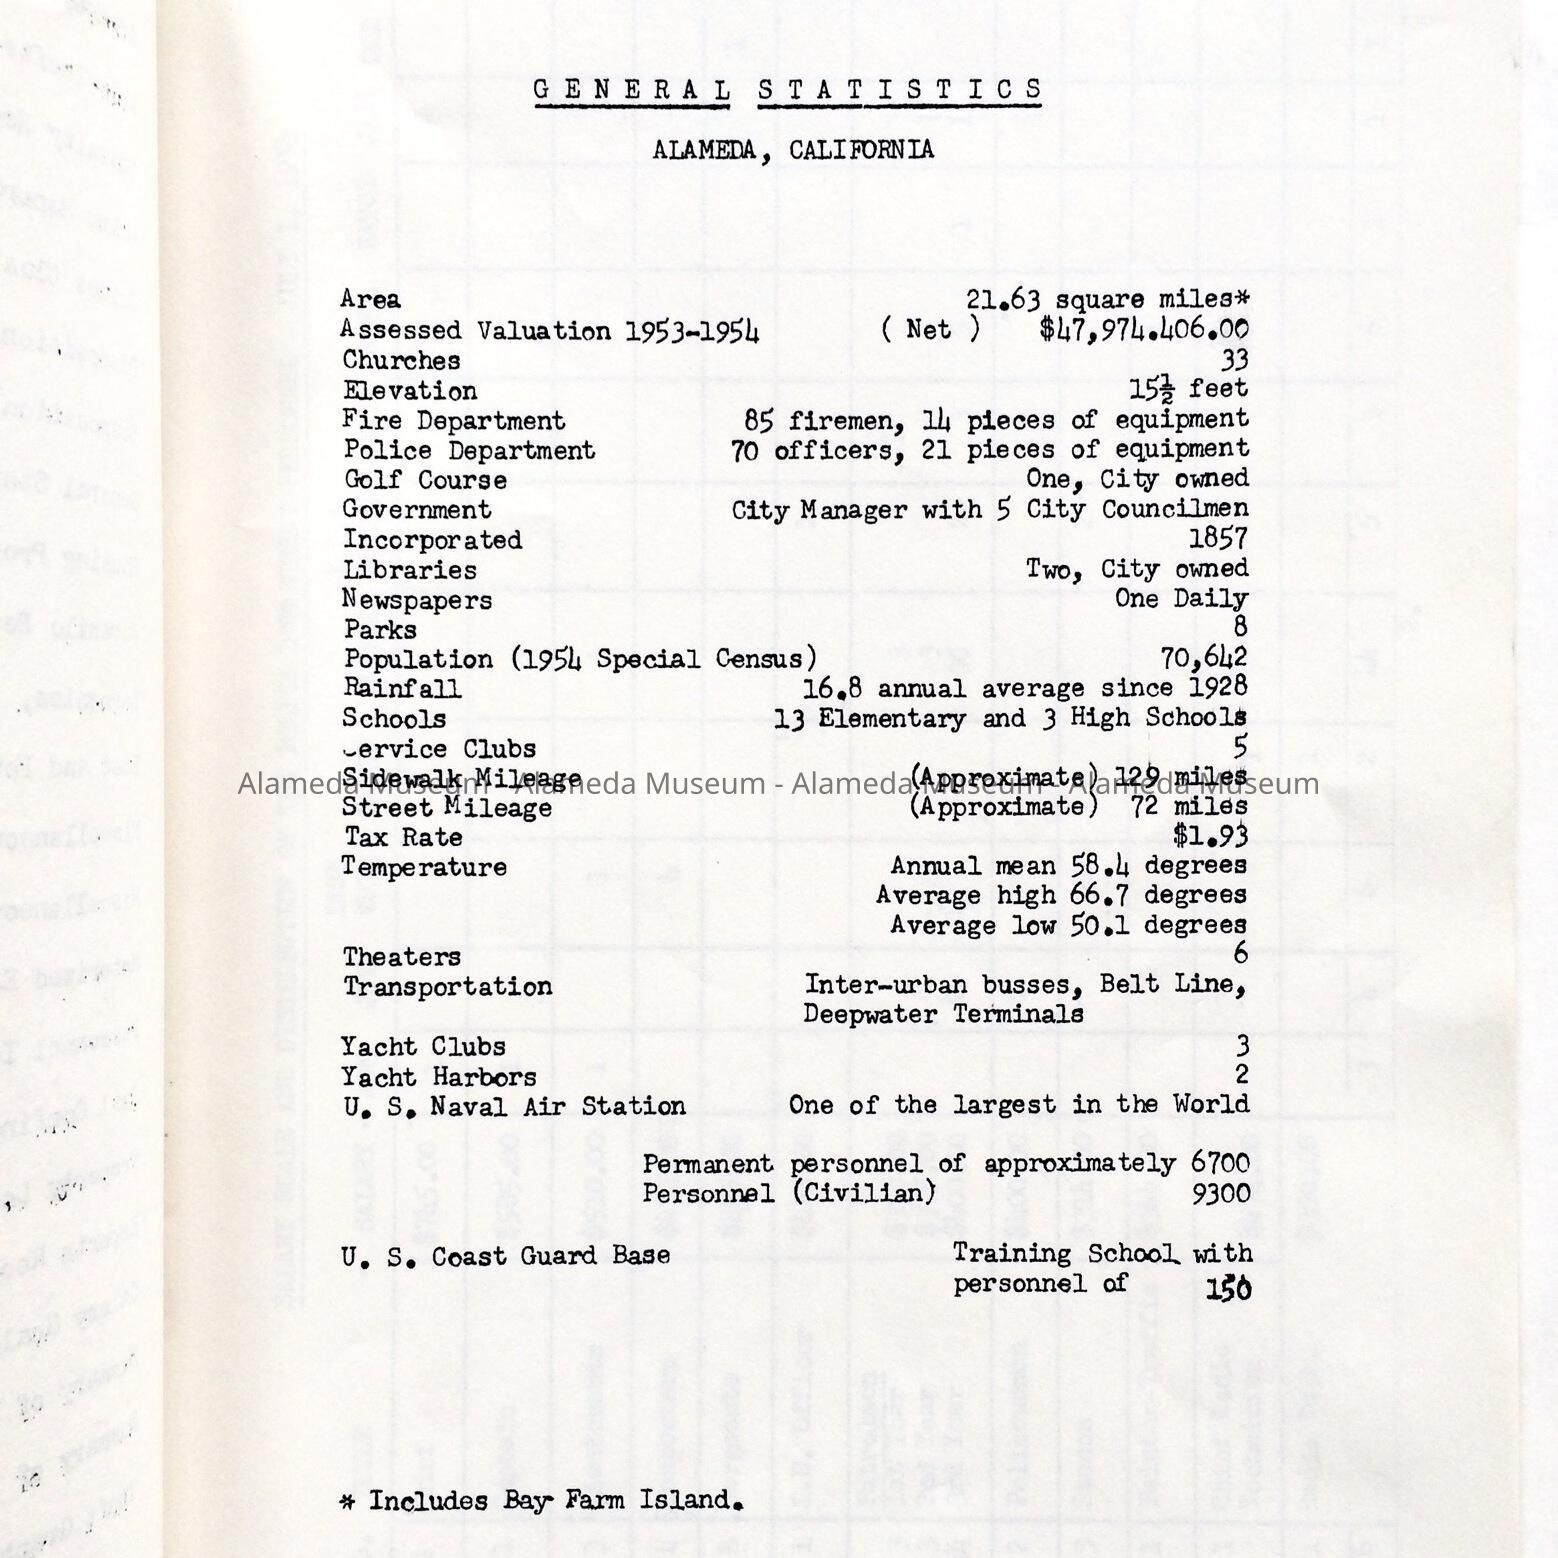 GENERAL STATISTICS
ALAMEDA, CALIFORNIA
Area 21.63 square miles*
Assessed Valuation 1953-1954 ( Net ) $47,974.406.00
Churches 33
Elevation 15½ feet
Fire Department 85 firemen, 14 pieces of equipment
Police Department 70 officers, 21 pieces of equipment
Golf Course One, City owned
Government City Manager with 5 City Councilmen
Incorporated 1857
Libraries Two, City owned
Newspapers One Daily
Parks 8
Population (1954 Special Census) 70,642
Rainfall 16.8 annual average since 1928
Schools 13 Elementary and 3 High Schools
Service Clubs 5
Sidewalk Mileage (Approximate) 129 miles
Alameda Museum - Alameda Museum - Alameda Museum - Alameda Museum
Street Mileage (Approximate) 72 miles
Tax Rate $1.93
Temperature Annual mean 58.4 degrees
Average high 66.7 degrees
Average low 50.1 degrees
Theaters 6
Transportation Inter-urban busses, Belt Line,
Deepwater Terminals
Yacht Clubs 3
Yacht Harbors 2
U. S. Naval Air Station One of the largest in the World
Permanent personnel of approximately 6700
Personnel (Civilian) 9300
U. S. Coast Guard Base Training School with
personnel of 150
* Includes Bay Farm Island.